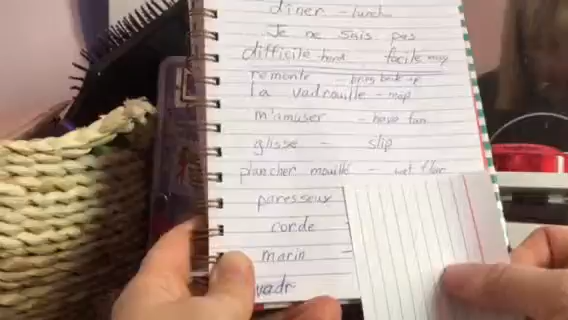 diner - lunch
Je ne sais pas
difficile hard facile easy
remonte - bring back up
la vadrouille - mop
m'amuser - have fun
glisse - slip
plancher mouillé - wet floor
paresseux
corde
marin -
vadr